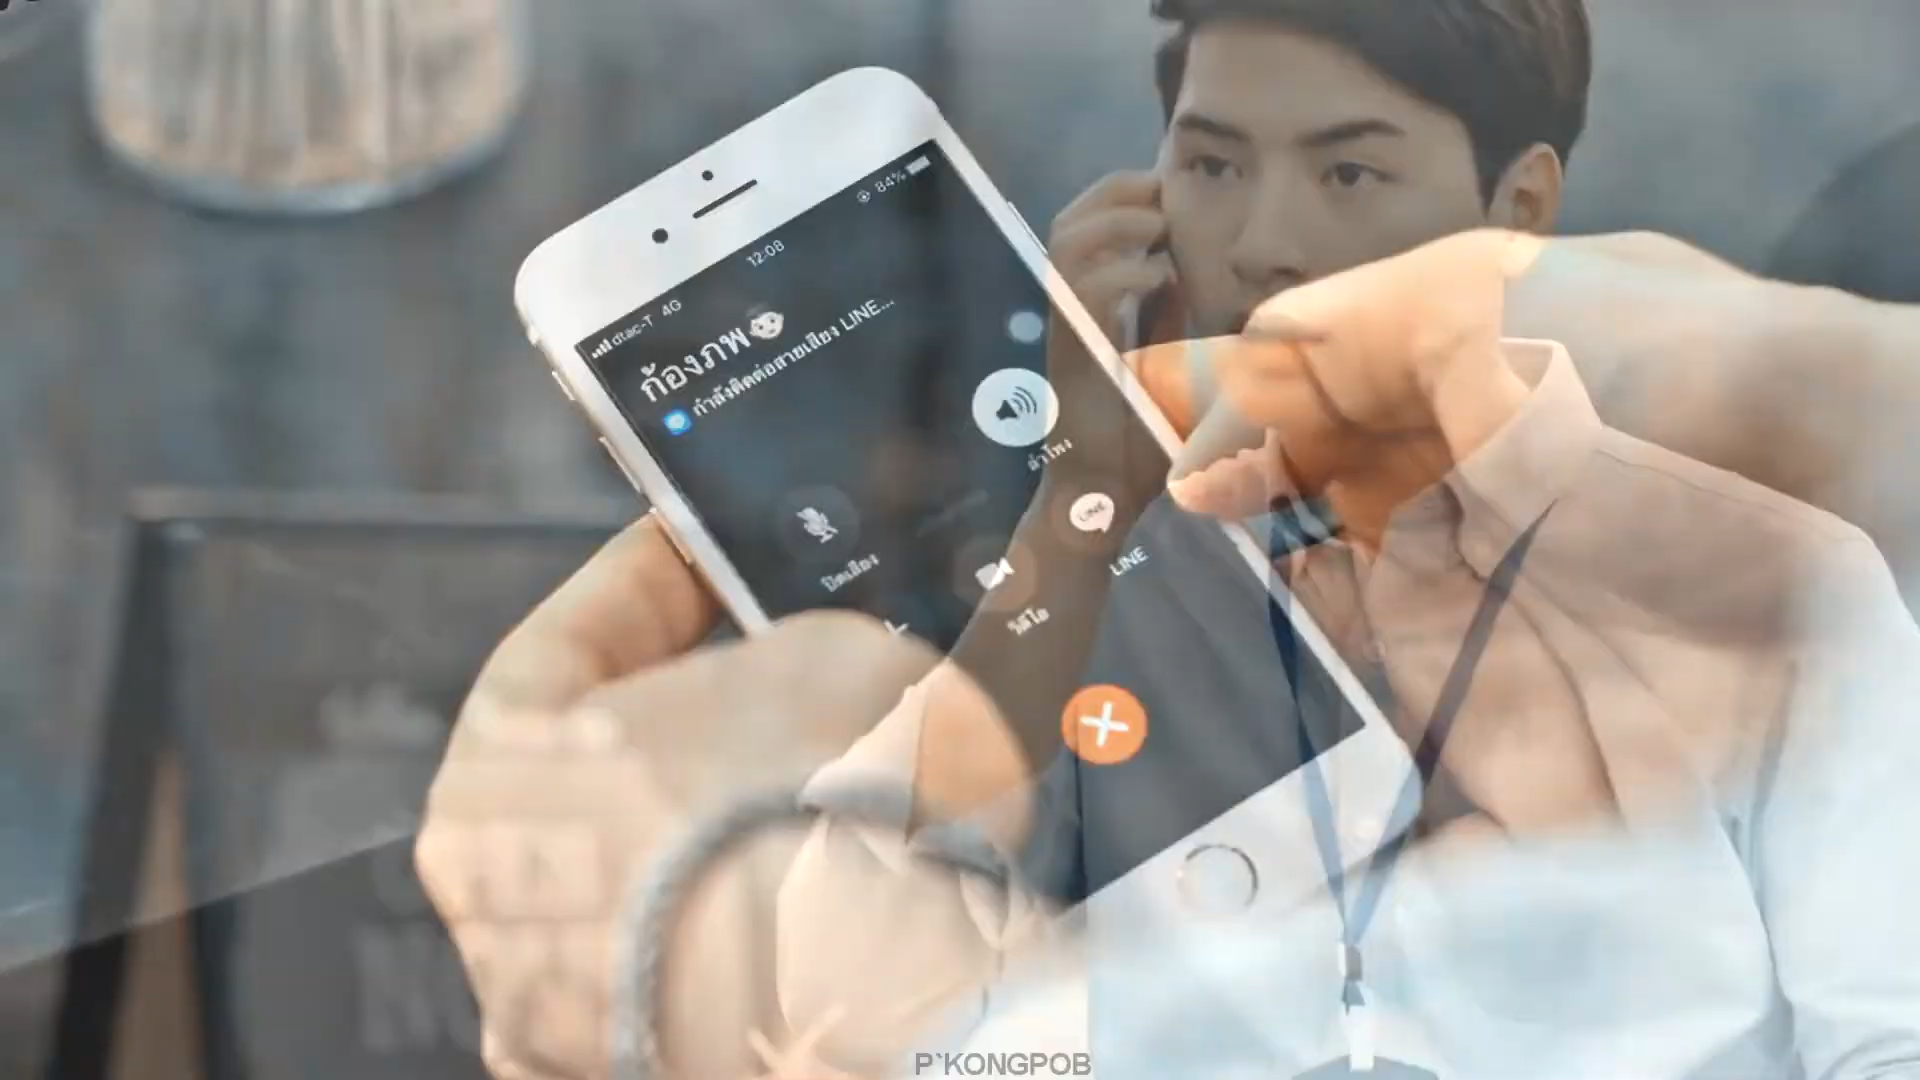 dtac-T 4G 12:08 84%
ก้องภพ
กำลังติดต่อสายเสียง LINE...
ลำโพง
LINE
LINE
ปิดเสียง
วิดีโอ
P`KONGPOB